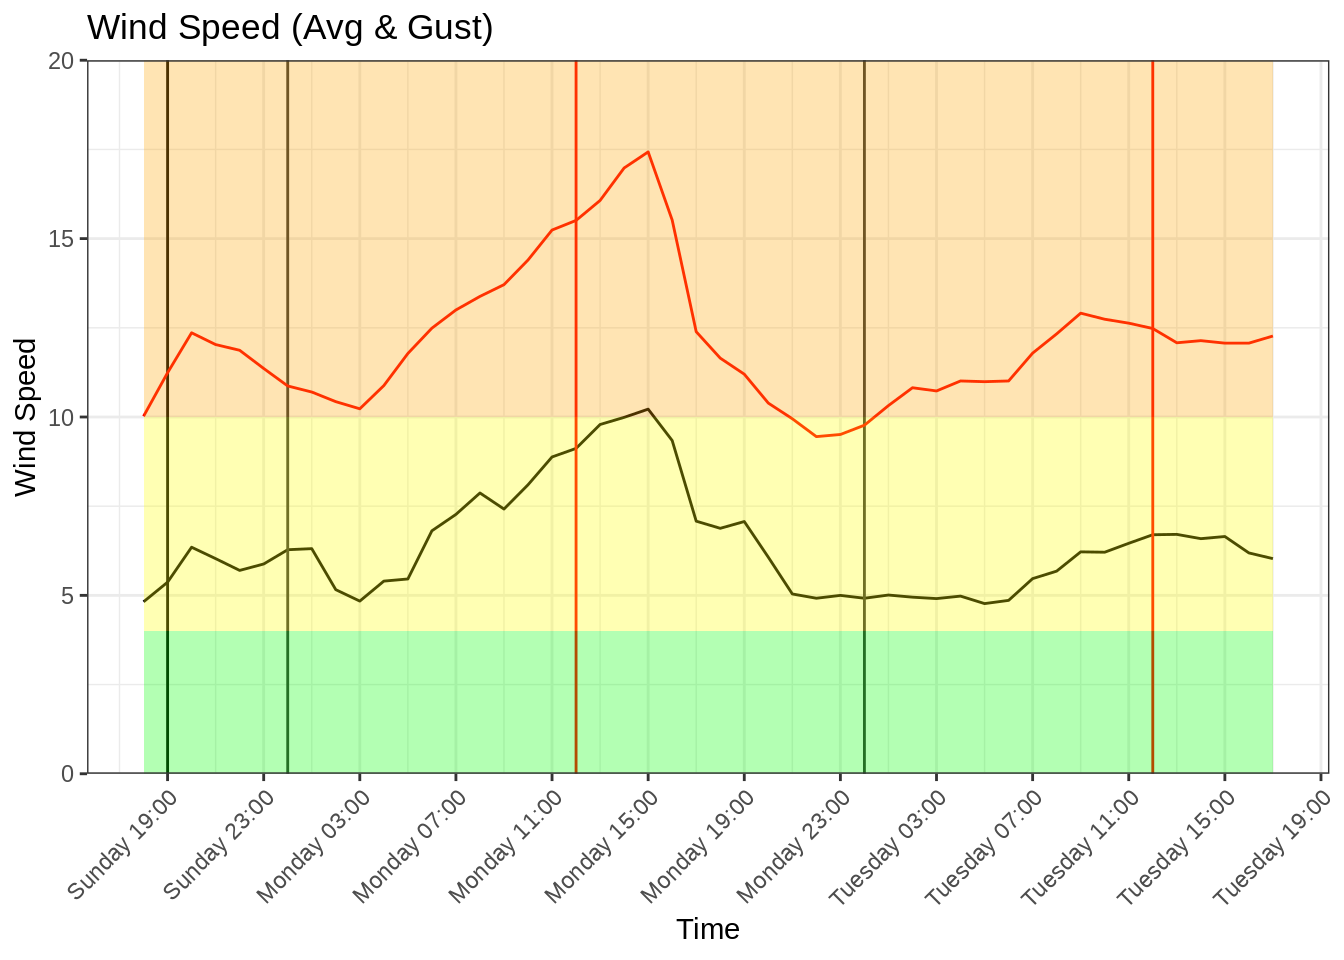 Wind Speed (Avg & Gust)
20
15
10
5
0
Wind Speed
Sunday 19:00
Sunday 23:00
Monday 03:00
Monday 07:00
Monday 11:00
Monday 15:00
Monday 19:00
Monday 23:00
Tuesday 03:00
Tuesday 07:00
Tuesday 11:00
Tuesday 15:00
Tuesday 19:00
Time